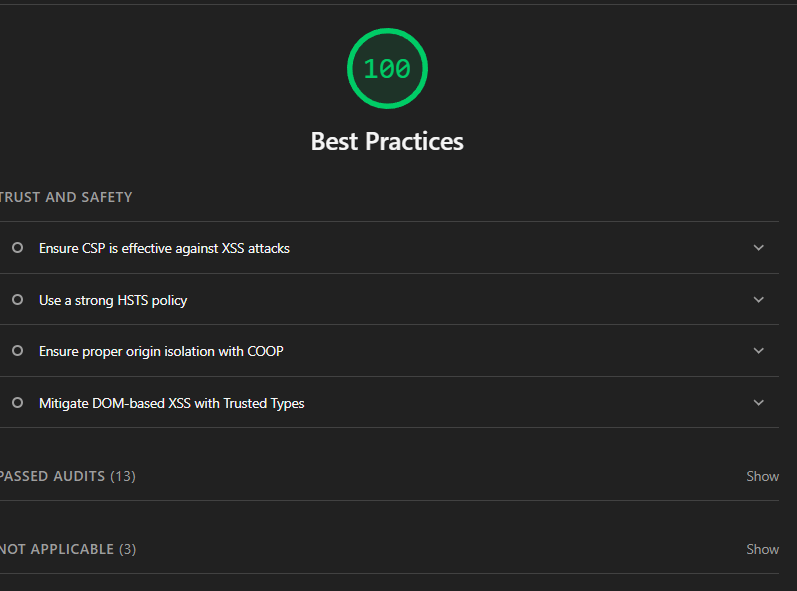 100
Best Practices
TRUST AND SAFETY
Ensure CSP is effective against XSS attacks
Use a strong HSTS policy
Ensure proper origin isolation with COOP
Mitigate DOM-based XSS with Trusted Types
PASSED AUDITS (13) Show
NOT APPLICABLE (3) Show